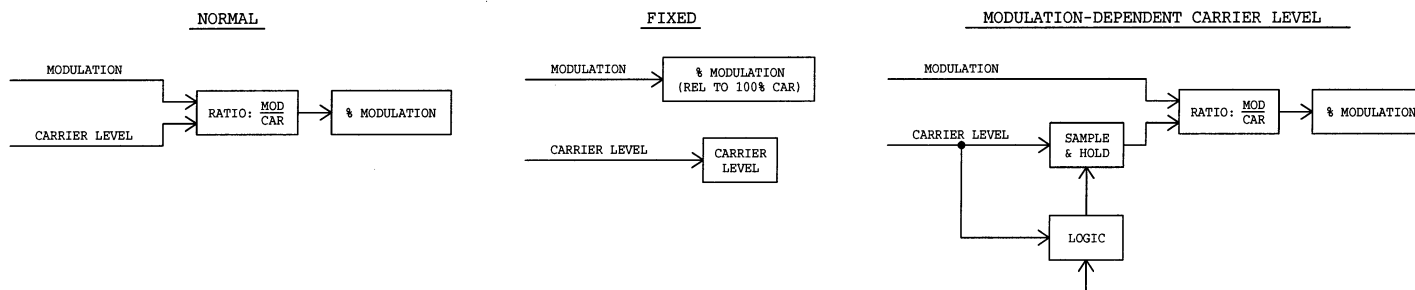 NORMAL
MODULATION
CARRIER LEVEL
RATIO: MOD
CAR
% MODULATION
FIXED
MODULATION
% MODULATION
(REL TO 100% CAR)
CARRIER LEVEL
CARRIER
LEVEL
MODULATION-DEPENDENT CARRIER LEVEL
MODULATION
CARRIER LEVEL
SAMPLE
& HOLD
RATIO: MOD
CAR
% MODULATION
LOGIC